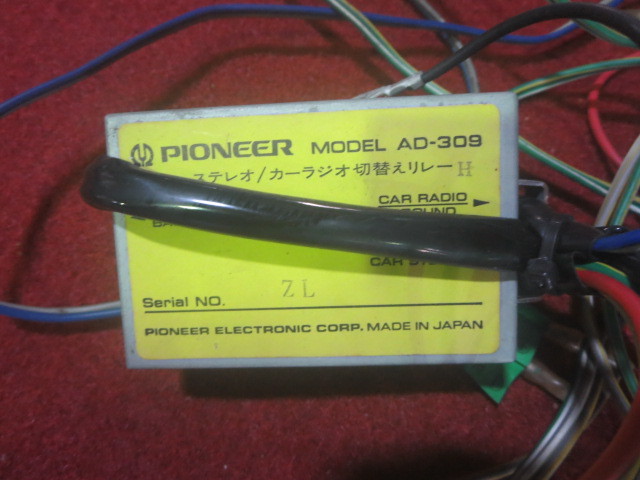 PIONEER MODEL AD-309
ステレオ/カーラジオ切替えリレー H
CAR RADIO
Serial NO. ZL
PIONEER ELECTRONIC CORP. MADE IN JAPAN